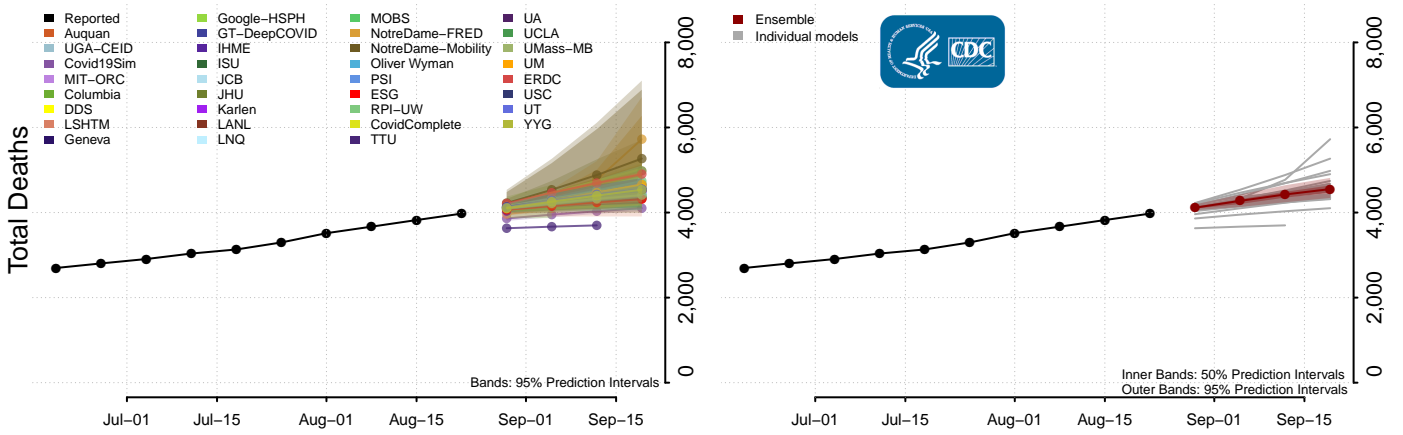 Total Deaths
Reported
Auquan
UGA−CEID
Covid19Sim
MIT−ORC
Columbia
DDS
LSHTM
Geneva
Google−HSPH
GT−DeepCOVID
IHME
ISU
JCB
JHU
Karlen
LANL
LNQ
MOBS
NotreDame−FRED
NotreDame−Mobility
Oliver Wyman
PSI
ESG
RPI−UW
CovidComplete
TTU
UA
UCLA
UMass−MB
UM
ERDC
USC
UT
YYG
8,000
6,000
4,000
2,000
0
Bands: 95% Prediction Intervals
Jul−01
Jul−15
Aug−01
Aug−15
Sep−01
Sep−15
Ensemble
Individual models
CDC
8,000
6,000
4,000
2,000
0
Inner Bands: 50% Prediction Intervals
Outer Bands: 95% Prediction Intervals
Jul−01
Jul−15
Aug−01
Aug−15
Sep−01
Sep−15